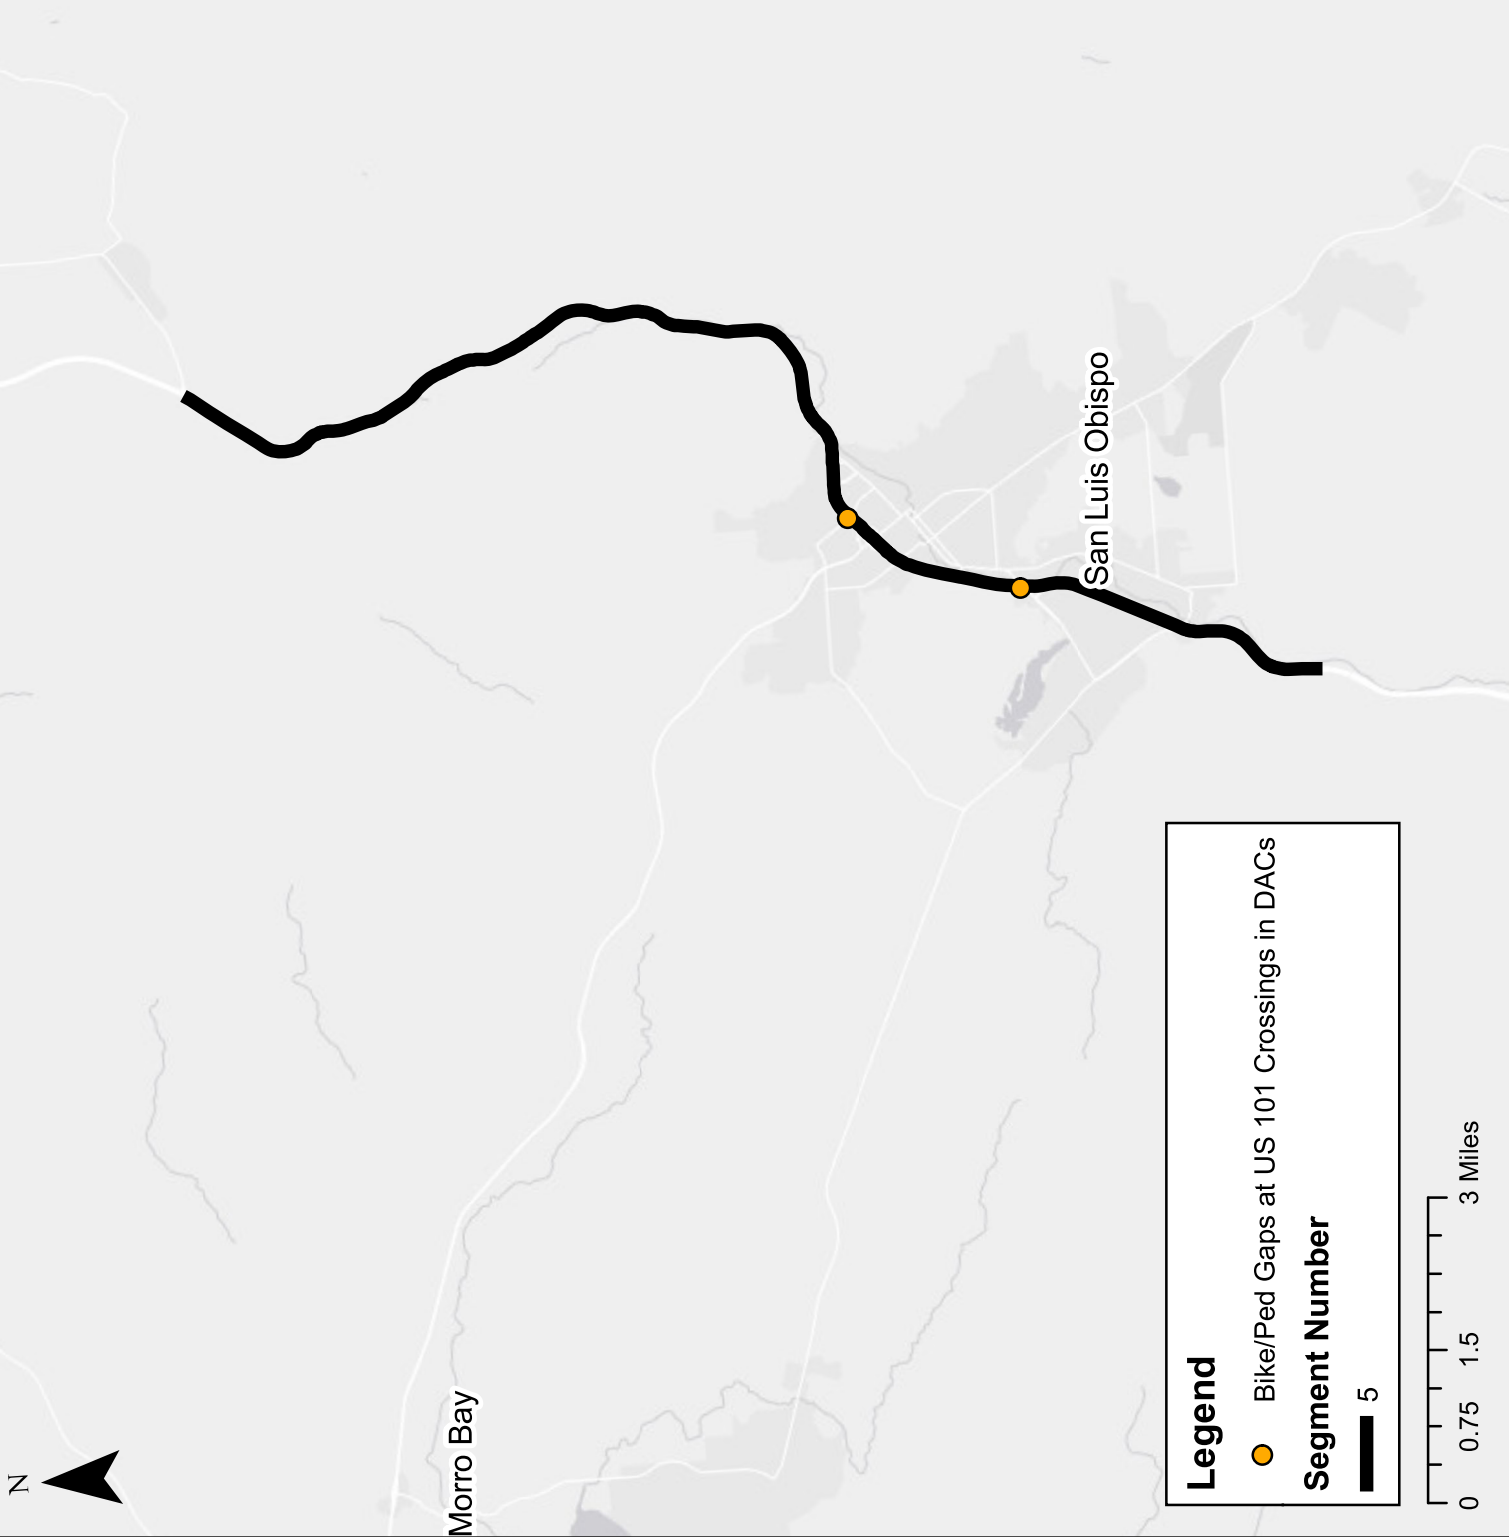 N
Morro Bay
San Luis Obispo
Legend
Bike/Ped Gaps at US 101 Crossings in DACs
Segment Number
5
0 0.75 1.5 3 Miles